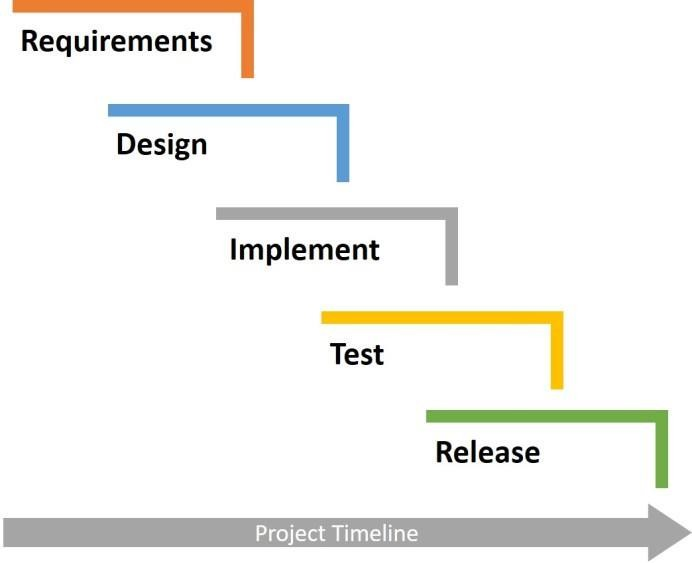 Requirements
Design
Implement
Test
Release
Project Timeline